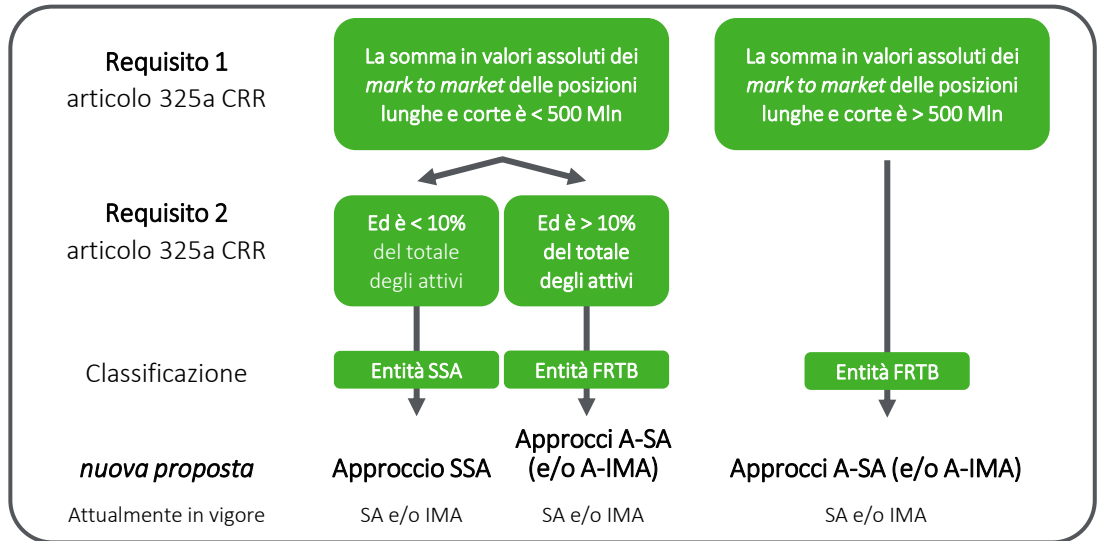 Requisito 1
articolo 325a CRR
La somma in valori assoluti dei
mark to market delle posizioni
lunghe e corte è < 500 Mln
La somma in valori assoluti dei
mark to market delle posizioni
lunghe e corte è > 500 Mln
Requisito 2
articolo 325a CRR
Ed è < 10%
del totale
degli attivi
Ed è > 10%
del totale
degli attivi
Classificazione
Entità SSA
Entità FRTB
Entità FRTB
nuova proposta
Approccio SSA
Approcci A-SA
(e/o A-IMA)
Approcci A-SA (e/o A-IMA)
Attualmente in vigore
SA e/o IMA
SA e/o IMA
SA e/o IMA